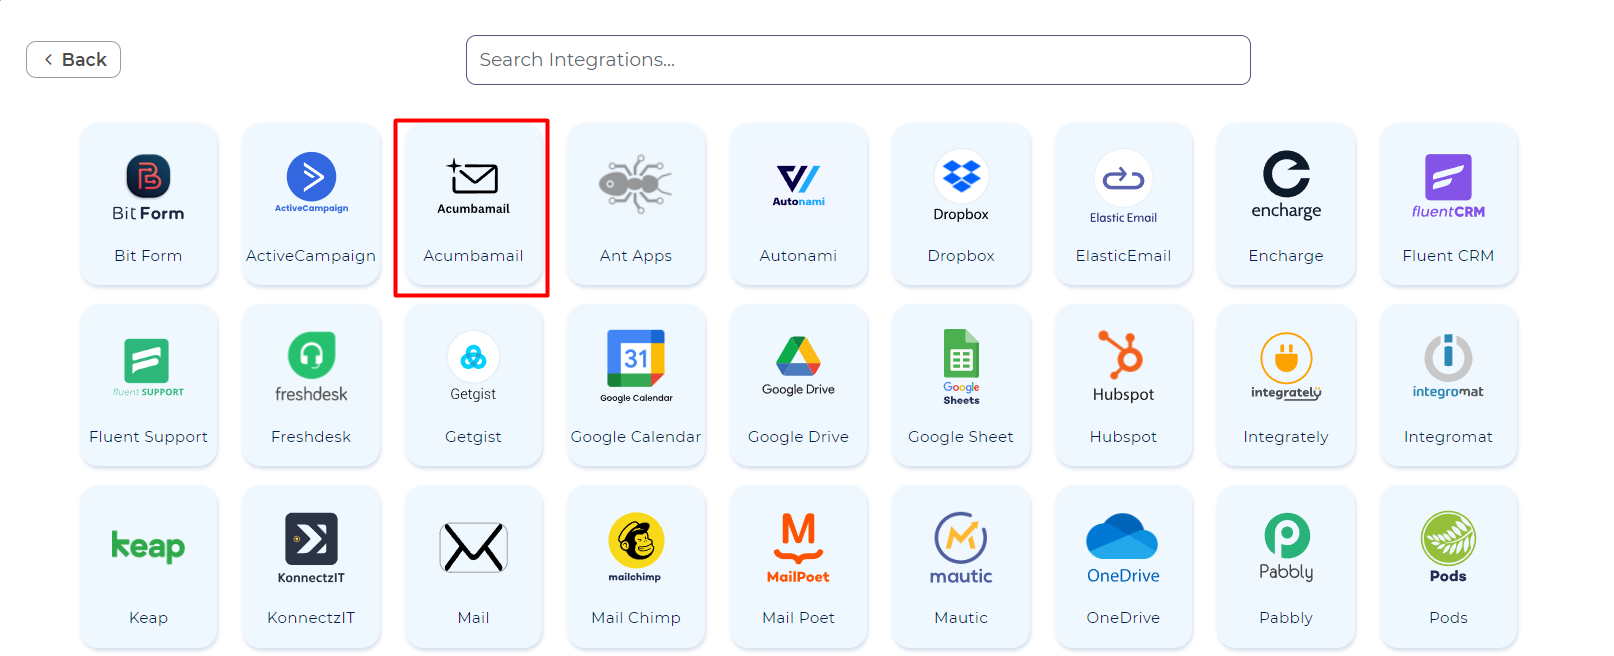 Back
Search Integrations...
Bit Form
Bit Form
ActiveCampaign
ActiveCampaign
Acumbamail
Acumbamail
Ant Apps
Autonami
Autonami
Dropbox
Dropbox
Elastic Email
ElasticEmail
encharge
Encharge
fluentCRM
Fluent CRM
fluent SUPPORT
Fluent Support
freshdesk
Freshdesk
Getgist
Getgist
31
Google Calendar
Google Calendar
Google Drive
Google Drive
Google
Sheets
Google Sheet
Hubspot
Hubspot
integrately
Integrately
integromat
Integromat
keap
Keap
KonnectzIT
KonnectzIT
Mail
mailchimp
Mail Chimp
M
MailPoet
Mail Poet
mautic
Mautic
OneDrive
OneDrive
Pabbly
Pabbly
Pods
Pods